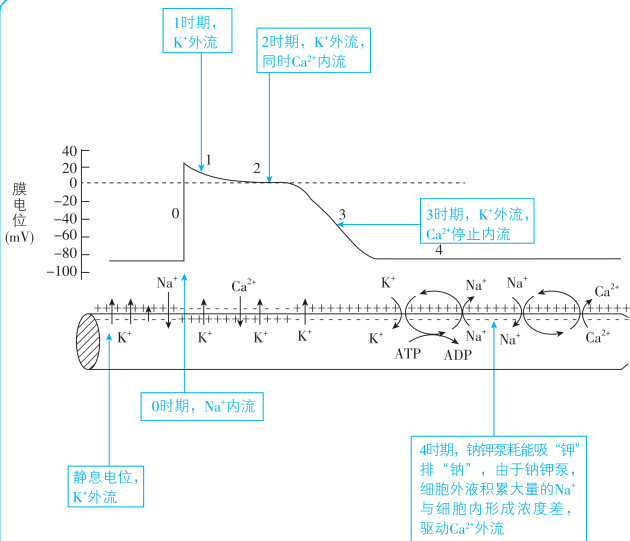 1时期，
K⁺外流
2时期，K⁺外流，
同时Ca²⁺内流
40
20
0
−20
−40
−60
−80
−100
膜电位
(mV)
0
1
2
3
4
3时期，K⁺外流，
Ca²⁺停止内流
Na⁺
Ca²⁺
K⁺
Na⁺
Na⁺
Ca²⁺
+++++++++++++++++++++++++++++
K⁺
K⁺
K⁺
K⁺
K⁺
Na⁺
Na⁺
Ca²⁺
ATP
ADP
0时期，Na⁺内流
静息电位，
K⁺外流
4时期，钠钾泵耗能吸“钾”
排“钠”，由于钠钾泵，
细胞外液积累大量的Na⁺
与细胞内形成浓度差，
驱动Ca²⁺外流